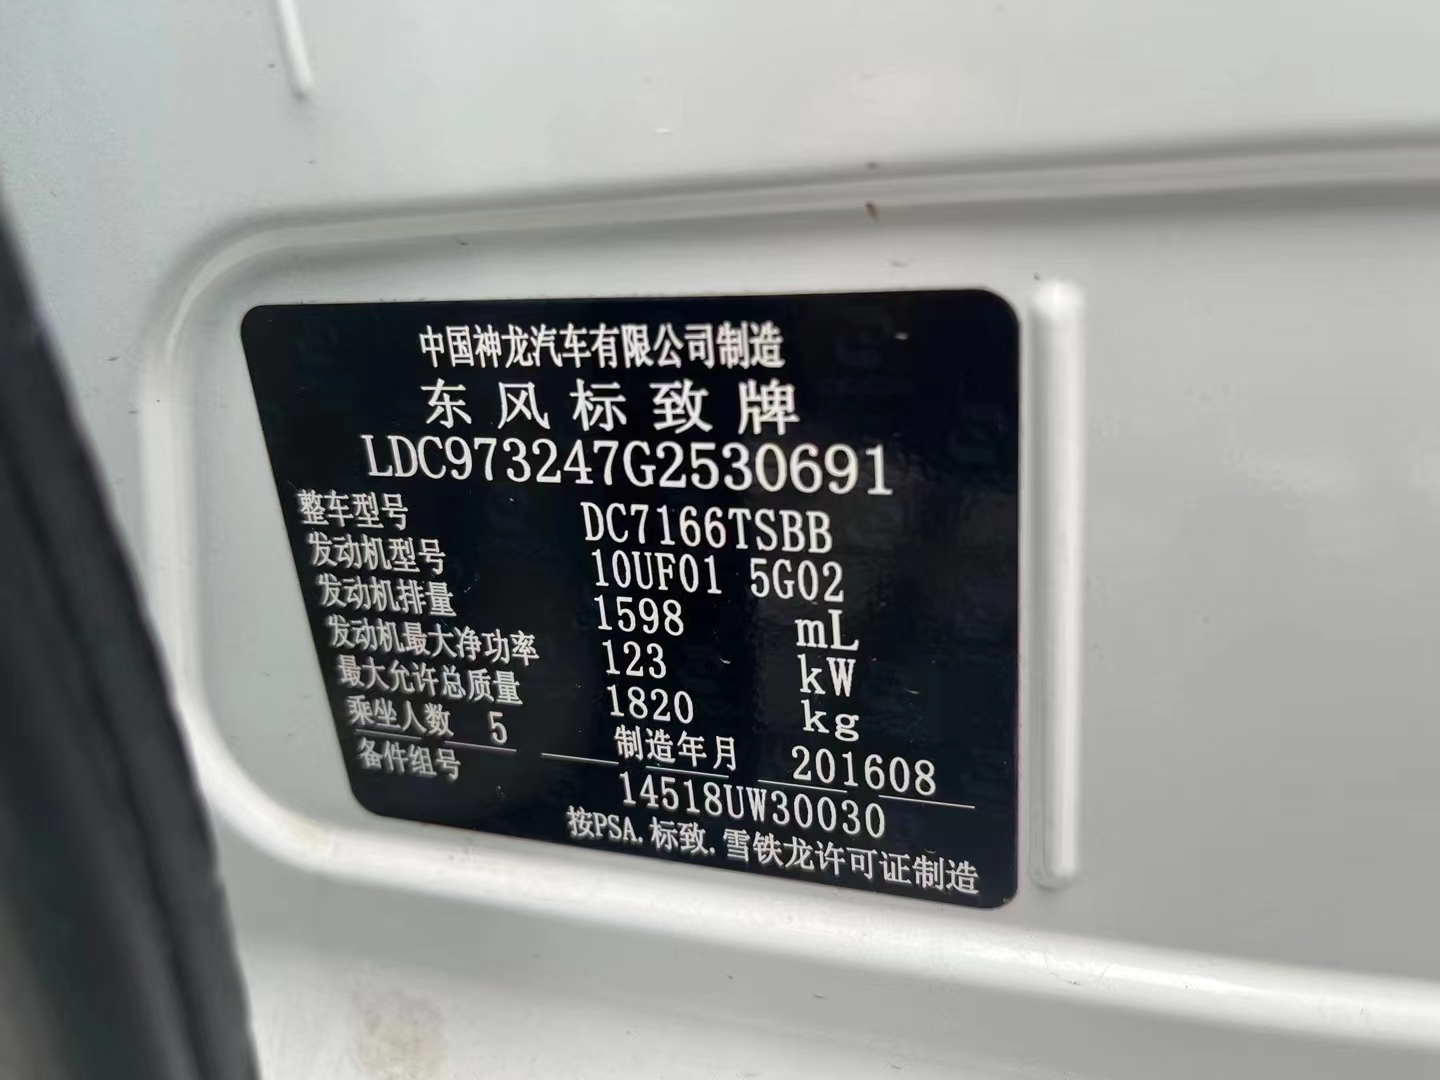 中国神龙汽车有限公司制造
东风标致牌
LDC973247G2530691
整车型号 DC7166TSBB
发动机型号 10UF01 5G02
发动机排量 1598 mL
发动机最大净功率 123 kW
最大允许总质量 1820 kg
乘坐人数 5 制造年月 201608
备件组号 14518UW30030
按PSA.标致.雪铁龙许可证制造